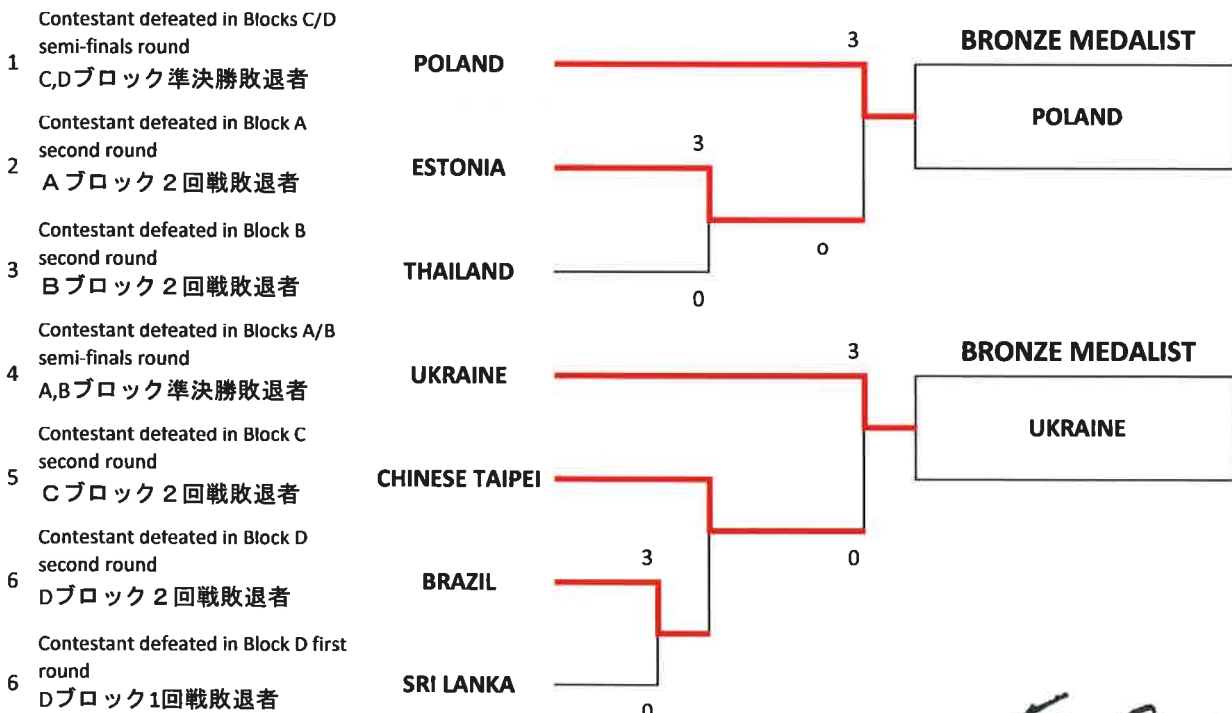 Contestant defeated in Blocks C/D
semi-finals round
1
C,Dブロック準決勝敗退者
POLAND
3
BRONZE MEDALIST
POLAND
Contestant defeated in Block A
second round
2
Aブロック2回戦敗退者
ESTONIA
3
Contestant defeated in Block B
second round
3
Bブロック2回戦敗退者
THAILAND
0
o
Contestant defeated in Blocks A/B
semi-finals round
4
A,Bブロック準決勝敗退者
UKRAINE
3
BRONZE MEDALIST
UKRAINE
Contestant defeated in Block C
second round
5
Cブロック2回戦敗退者
CHINESE TAIPEI
0
Contestant defeated in Block D
second round
6
Dブロック2回戦敗退者
BRAZIL
3
Contestant defeated in Block D first
round
6
Dブロック1回戦敗退者
SRI LANKA
0